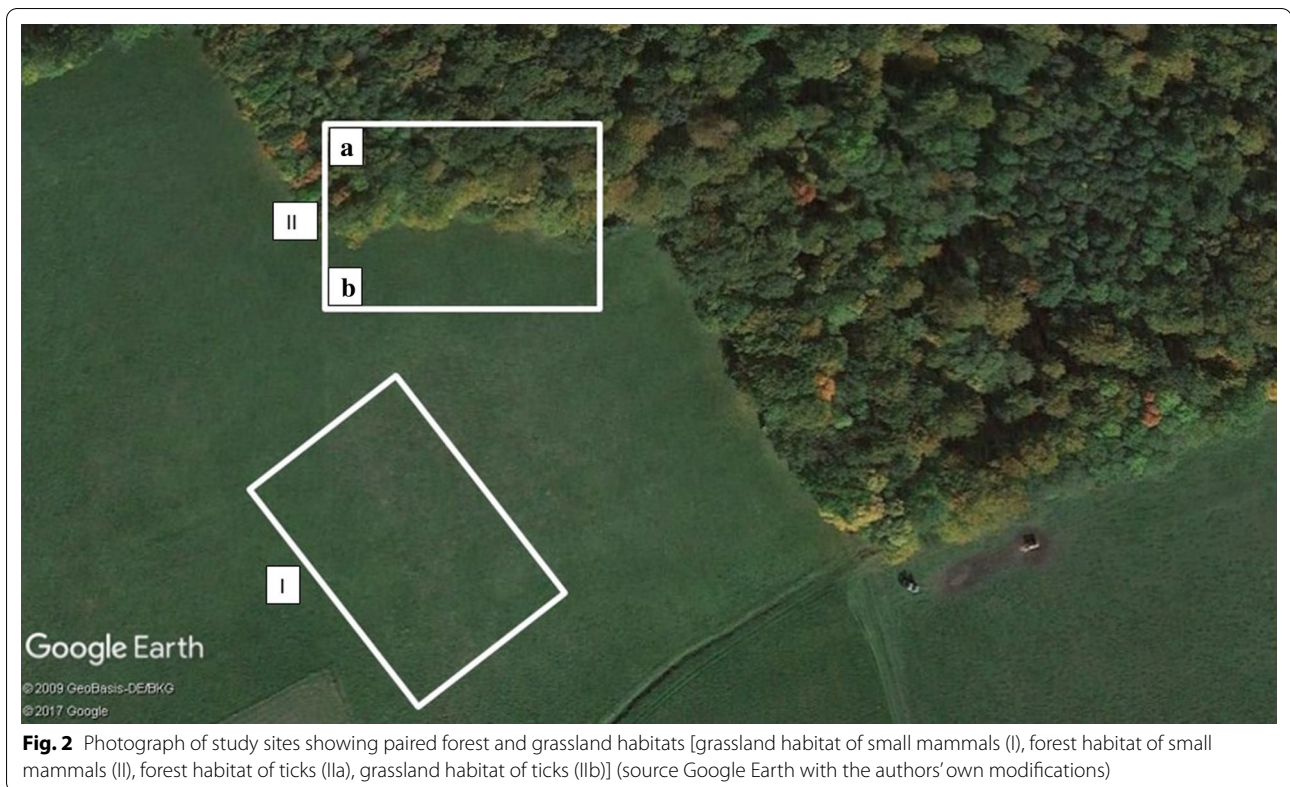 a
II
b
I
Google Earth
© 2009 GeoBasis-DE/BKG
© 2017 Google
Fig. 2 Photograph of study sites showing paired forest and grassland habitats [grassland habitat of small mammals (I), forest habitat of small
mammals (II), forest habitat of ticks (IIa), grassland habitat of ticks (IIb)] (source Google Earth with the authors' own modifications)